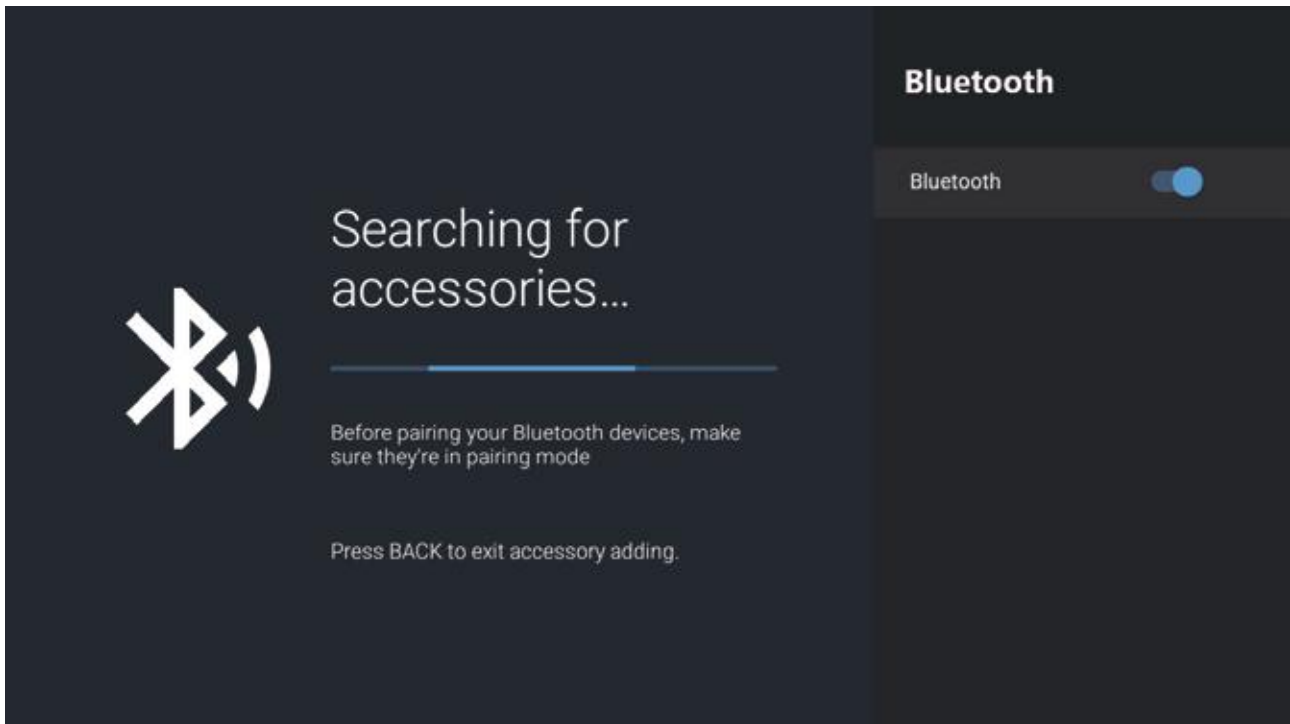 Searching for
accessories...
Before pairing your Bluetooth devices, make
sure they're in pairing mode
Press BACK to exit accessory adding.
Bluetooth
Bluetooth